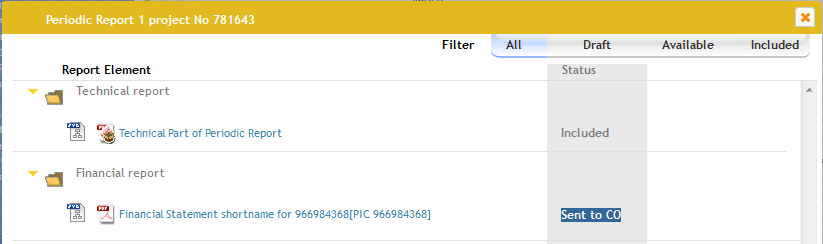 Periodic Report 1 project No 781643
Filter All Draft Available Included
Report Element Status
Technical report
Technical Part of Periodic Report Included
Financial report
Financial Statement shortname for 966984368[PIC 966984368] Sent to CO